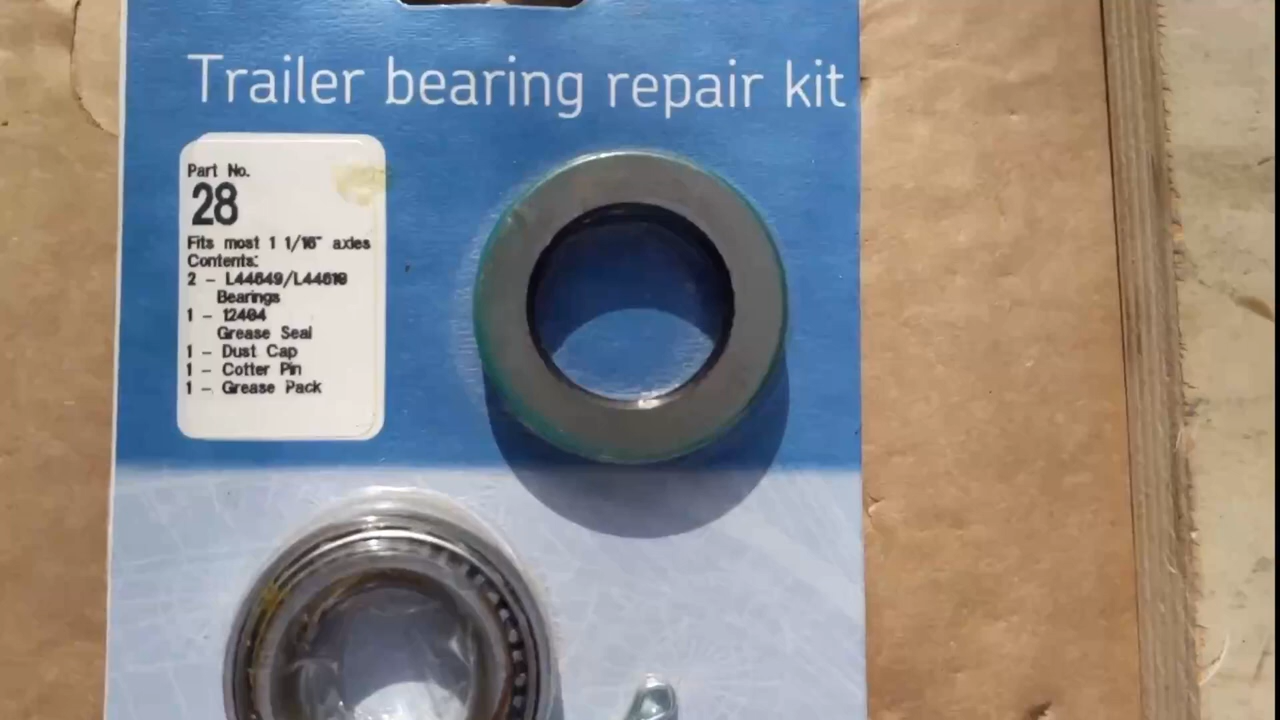 Trailer bearing repair kit
Part No.
28
Fits most 1 1/16" axles
Contents:
2 - L44649/L44610
Bearings
1 - 12404
Grease Seal
1 - Dust Cap
1 - Cotter Pin
1 - Grease Pack